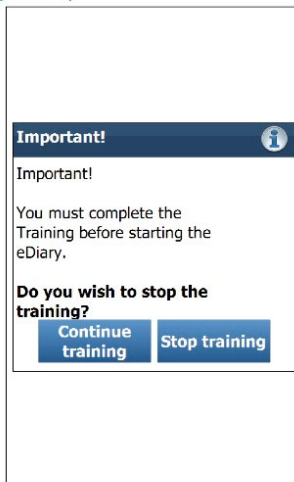 Important!
Important!
You must complete the
Training before starting the
eDiary.
Do you wish to stop the
training?
Continue
training
Stop training